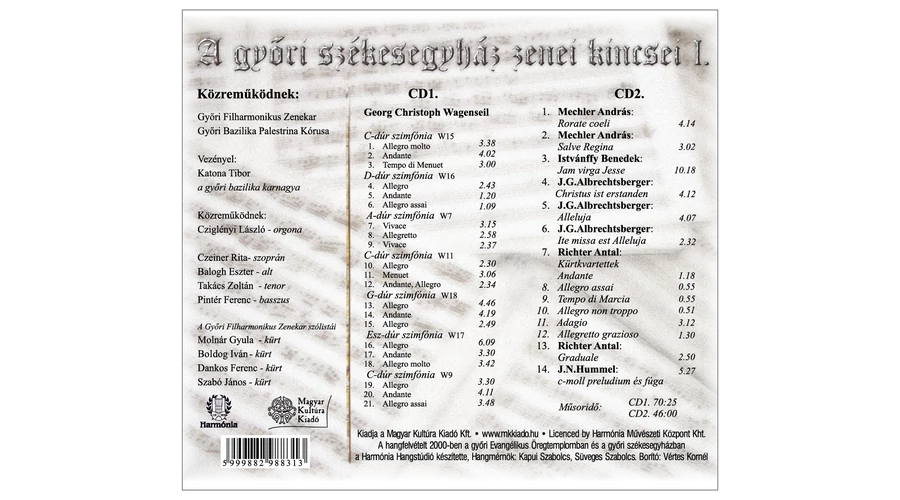 A győri székesegyház zenei kincsei I.
Közreműködnek:
Győri Filharmonikus Zenekar
Győri Bazilika Palestrina Kórusa
Vezényel:
Katona Tibor
a győri bazilika karnagya
Közreműködnek:
Cziglényi László - orgona
Czeiner Rita- szoprán
Balogh Eszter - alt
Takács Zoltán - tenor
Pintér Ferenc - basszus
A Győri Filharmonikus Zenekar szólistái
Molnár Gyula - kürt
Boldog Iván - kürt
Dankos Ferenc - kürt
Szabó János - kürt
Harmónia
Magyar
Kultúra
Kiadó
5999882988313
CD1.
Georg Christoph Wagenseil
C-dúr szimfónia W15
1. Allegro molto 3.38
2. Andante 4.02
3. Tempo di Menuet 3.00
D-dúr szimfónia W16
4. Allegro 2.43
5. Andante 1.20
6. Allegro assai 1.09
A-dúr szimfónia W7
7. Vivace 3.15
8. Allegretto 2.58
9. Vivace 2.37
C-dúr szimfónia W11
10. Allegro 2.30
11. Menuet 3.06
12. Andante, Allegro 2.34
G-dúr szimfónia W18
13. Allegro 4.46
14. Andante 4.19
15. Allegro 2.49
Esz-dúr szimfónia W17
16. Allegro 6.09
17. Andante 3.30
18. Allegro molto 3.42
C-dúr szimfónia W9
19. Allegro 3.30
20. Andante 4.11
21. Allegro assai 3.48
CD2.
1. Mechler András:
Rorate coeli 4.14
2. Mechler András:
Salve Regina 3.02
3. Istvánffy Benedek:
Jam virga Jesse 10.18
4. J.G.Albrechtsberger:
Christus ist erstanden 4.12
5. J.G.Albrechtsberger:
Alleluja 4.07
6. J.G.Albrechtsberger:
Ite missa est Alleluja 2.32
7. Richter Antal:
Kürtkvartettek
Andante 1.18
8. Allegro assai 0.55
9. Tempo di Marcia 0.55
10. Allegro non troppo 0.51
11. Adagio 3.12
12. Allegretto grazioso 1.30
13. Richter Antal:
Graduale 2.50
14. J.N.Hummel: 5.27
c-moll preludium és fúga
Műsoridő: CD1. 70:25
CD2. 46:00
Kiadja a Magyar Kultúra Kiadó Kft. • www.mkkiado.hu • Licenced by Harmónia Művészeti Központ Kht.
A hangfelvételt 2000-ben a győri Evangélikus Öregtemplomban és a győri székesegyházban
a Harmónia Hangstúdió készítette, Hangmérnök: Kapui Szabolcs, Süveges Szabolcs. Borító: Vértes Kornél